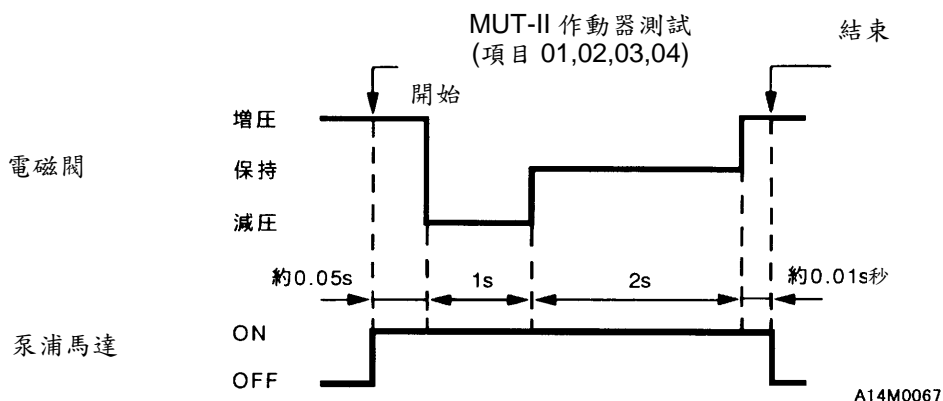 MUT-II 作動器測試
(項目 01,02,03,04)
結束
開始
增圧
電磁閥
保持
減圧
約0.05s
1s
2s
約0.01s秒
泵浦馬達
ON
OFF
A14M0067